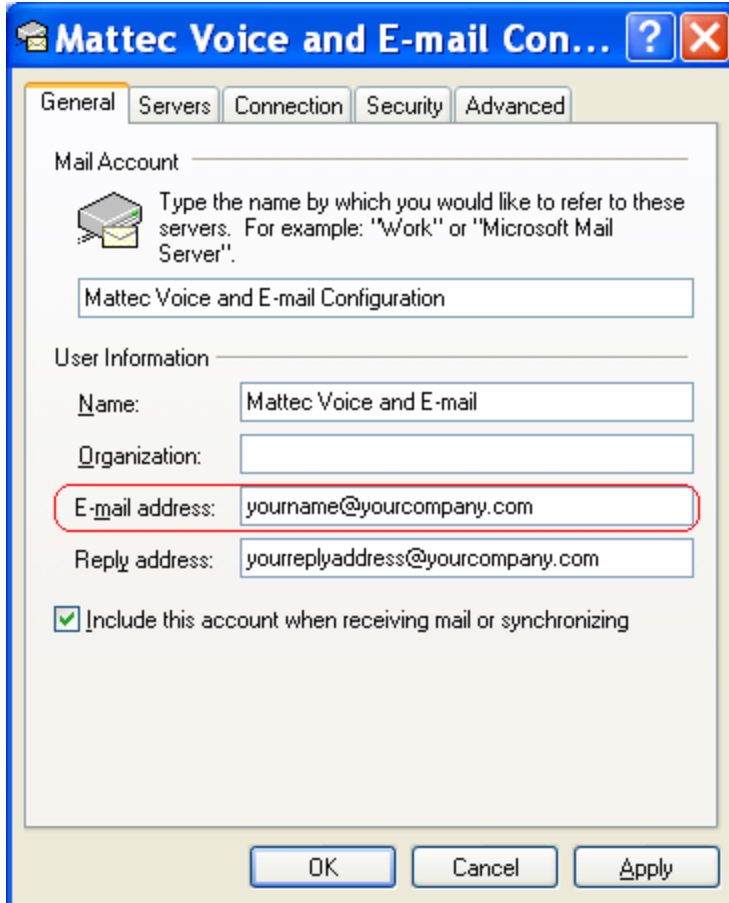 Mattec Voice and E-mail Con...
General Servers Connection Security Advanced
Mail Account
Type the name by which you would like to refer to these
servers. For example: "Work" or "Microsoft Mail
Server".
Mattec Voice and E-mail Configuration
User Information
Name: Mattec Voice and E-mail
Organization:
E-mail address: yourname@yourcompany.com
Reply address: yourreplyaddress@yourcompany.com
Include this account when receiving mail or synchronizing
OK Cancel Apply